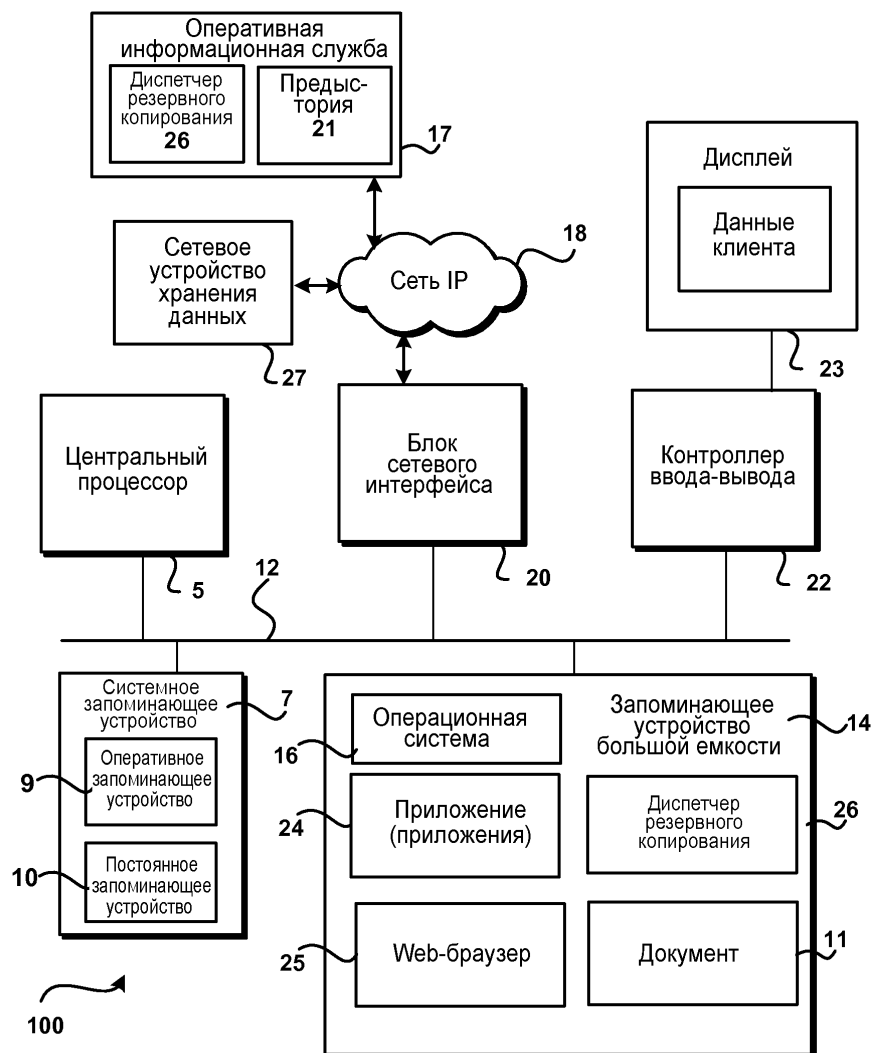 Оперативная
информационная служба
Диспетчер
резервного
копирования
26
Предыс-
тория
21
17
Дисплей
Данные
клиента
23
Сетевое
устройство
хранения
данных
27
Сеть IP
18
Центральный
процессор
5
Блок
сетевого
интерфейса
20
Контроллер
ввода-вывода
22
12
Системное
запоминающее
устройство
7
Оперативное
запоминающее
устройство
9
Постоянное
запоминающее
устройство
10
Операционная
система
16
Запоминающее
устройство
большой емкости
14
Приложение
(приложения)
24
Диспетчер
резервного
копирования
26
Web-браузер
25
Документ
11
100